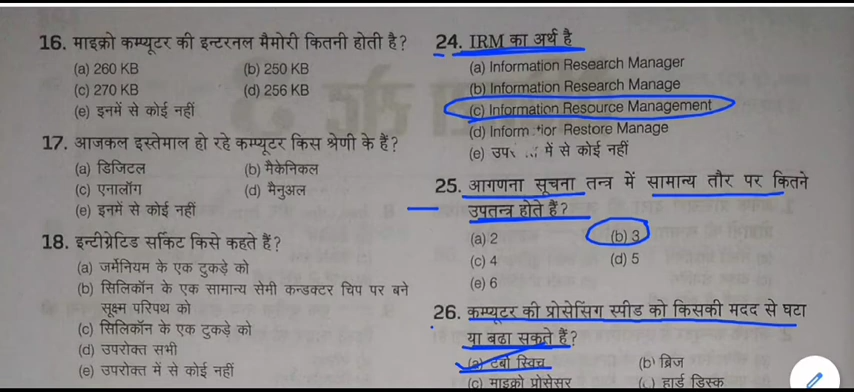 16. माइक्रो कम्प्यूटर की इन्टरनल मैमोरी कितनी होती है?
(a) 260 KB (b) 250 KB
(c) 270 KB (d) 256 KB
(e) इनमें से कोई नहीं
17. आजकल इस्तेमाल हो रहे कम्प्यूटर किस श्रेणी के हैं?
(a) डिजिटल (b) मैकेनिकल
(c) एनालॉग (d) मैनुअल
(e) इनमें से कोई नहीं
18. इन्टीग्रेटिड सर्किट किसे कहते हैं?
(a) जर्मेनियम के एक टुकड़े को
(b) सिलिकॉन के एक सामान्य सेमी कन्डक्टर चिप पर बने
सूक्ष्म परिपथ को
(c) सिलिकॉन के एक टुकड़े को
(d) उपरोक्त सभी
(e) उपरोक्त में से कोई नहीं
24. IRM का अर्थ है
(a) Information Research Manager
(b) Information Research Manage
(c) Information Resource Management
(d) Restore Manage
(e) में से कोई नहीं
25. आगणना सूचना तन्त्र में सामान्य तौर पर कितने
उपतन्त्र होते हैं?
(a) 2 (b) 3
(c) 4 (d) 5
(e) 6
26. कम्प्यूटर की प्रोसेसिंग स्पीड को किसकी मदद से घटा
या बढा सकते हैं?
(a) टर्बो स्विच (b) ब्रिज
(c) माइक्रो प्रोसेसर हार्ड डिस्क